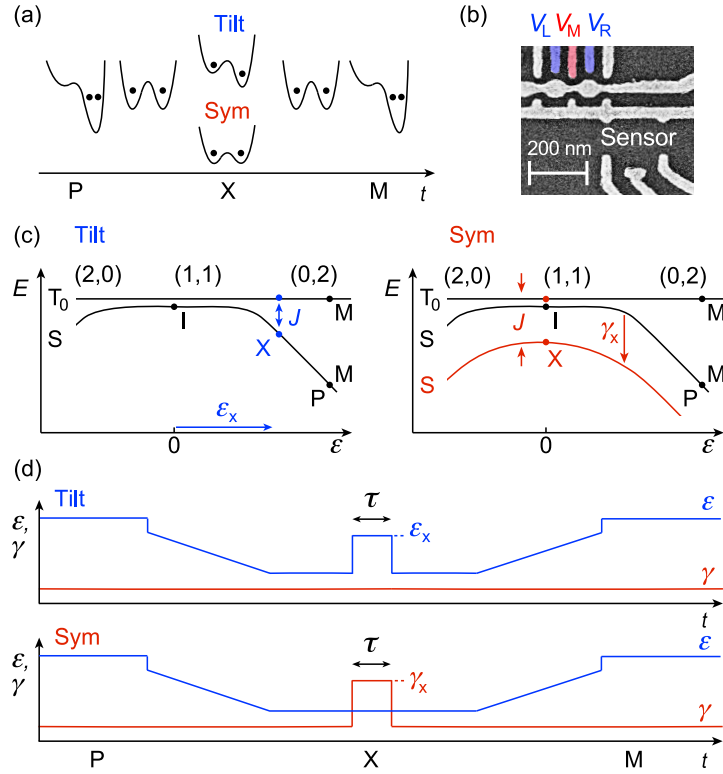 (a)
Tilt
Sym
P X M t
(b)
V_L V_M V_R
Sensor
200 nm
(c) Tilt
E
(2,0) (1,1) (0,2)
T_0
S
I
J
X
M
M
P
ε_x
0
ε
Sym
E
(2,0) (1,1) (0,2)
T_0
S
S
J
I
X
γ_x
M
M
P
0
ε
(d)
Tilt
ε, γ
τ
ε_x
ε
γ
t
Sym
ε, γ
τ
γ_x
ε
γ
P X M t